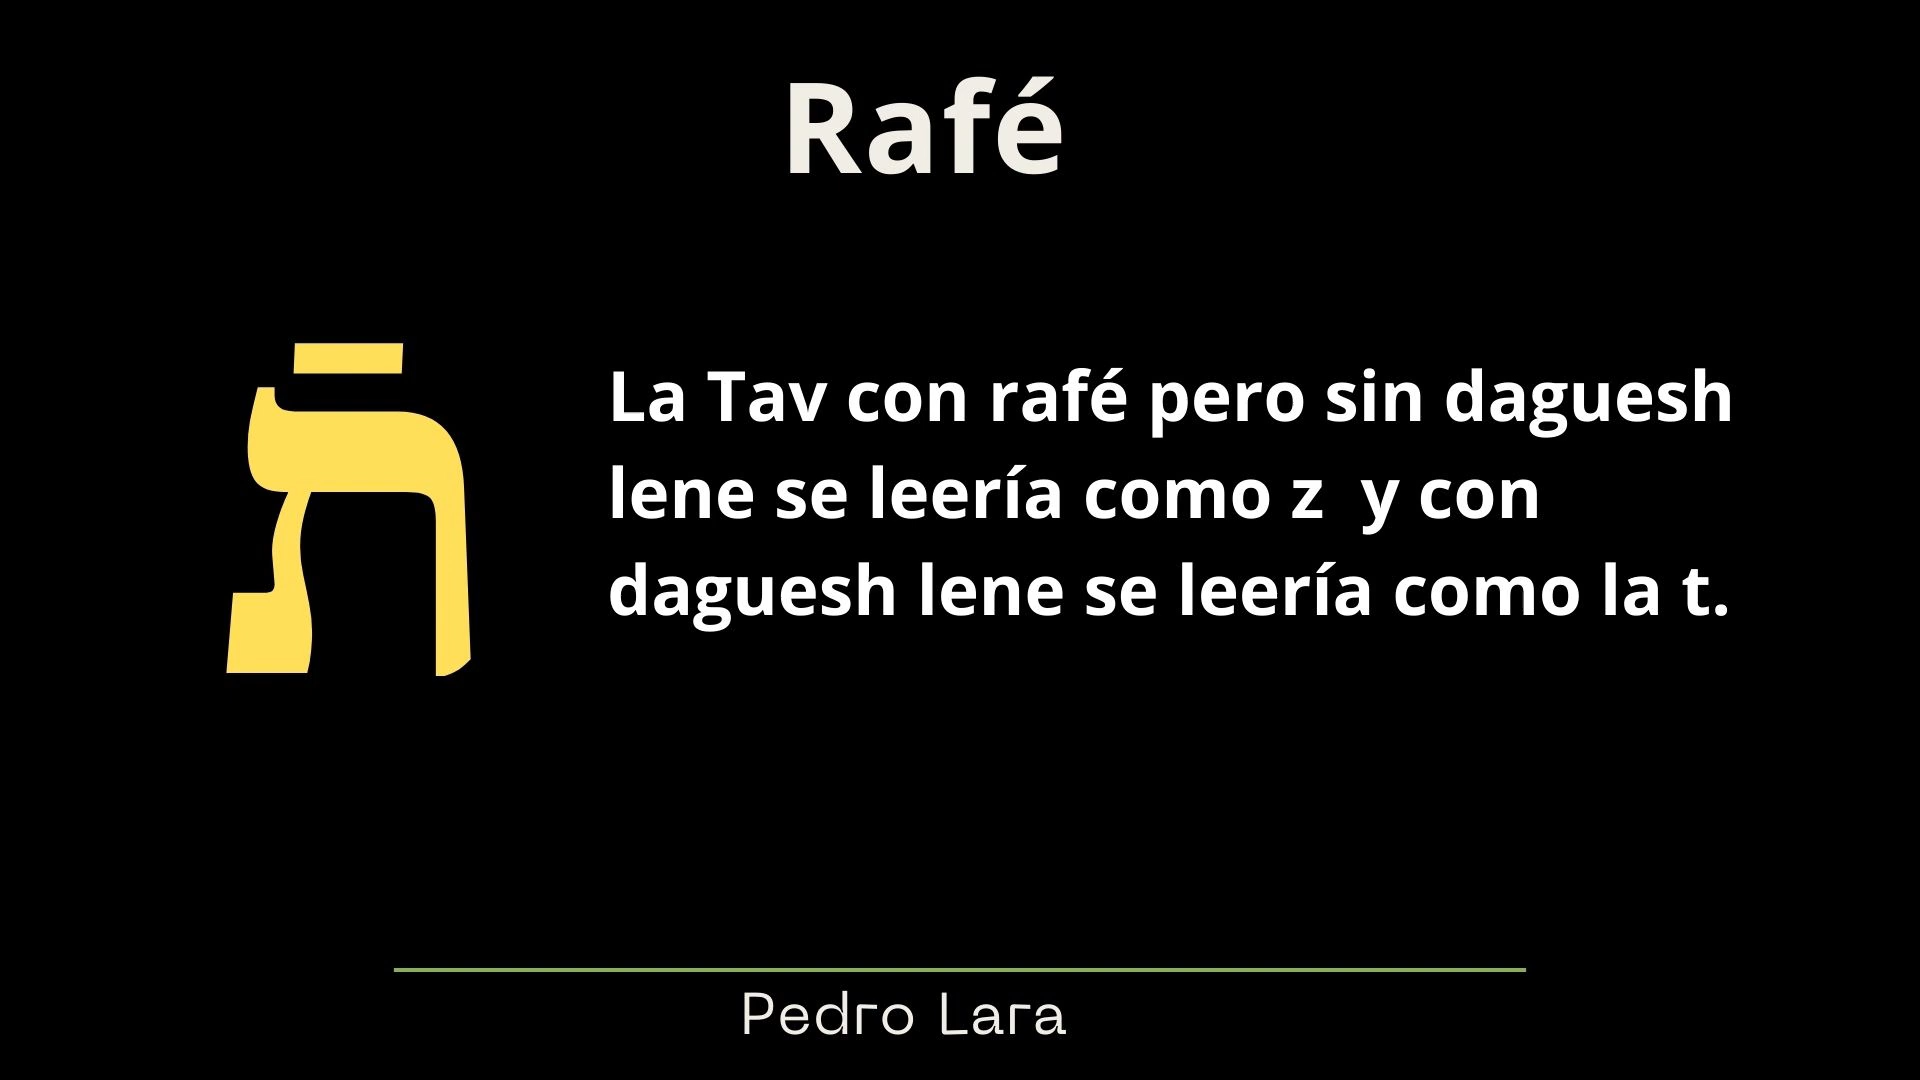 Rafé
תֿ
La Tav con rafé pero sin daguesh
lene se leería como z  y con
daguesh lene se leería como la t.
Pedro Lara